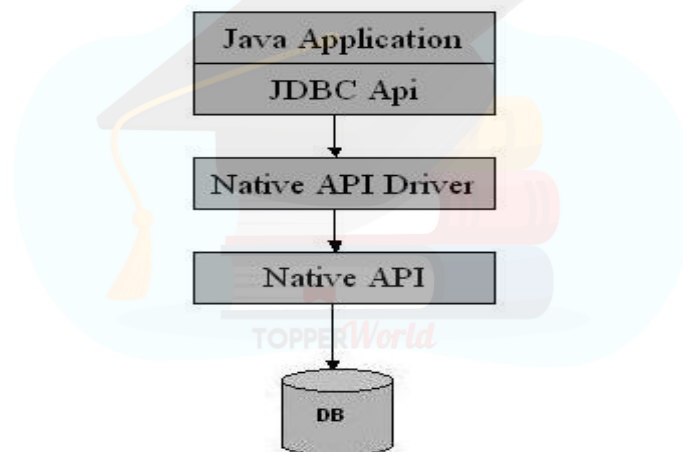 Java Application
JDBC Api
Native API Driver
Native API
TOPPERWorld
DB